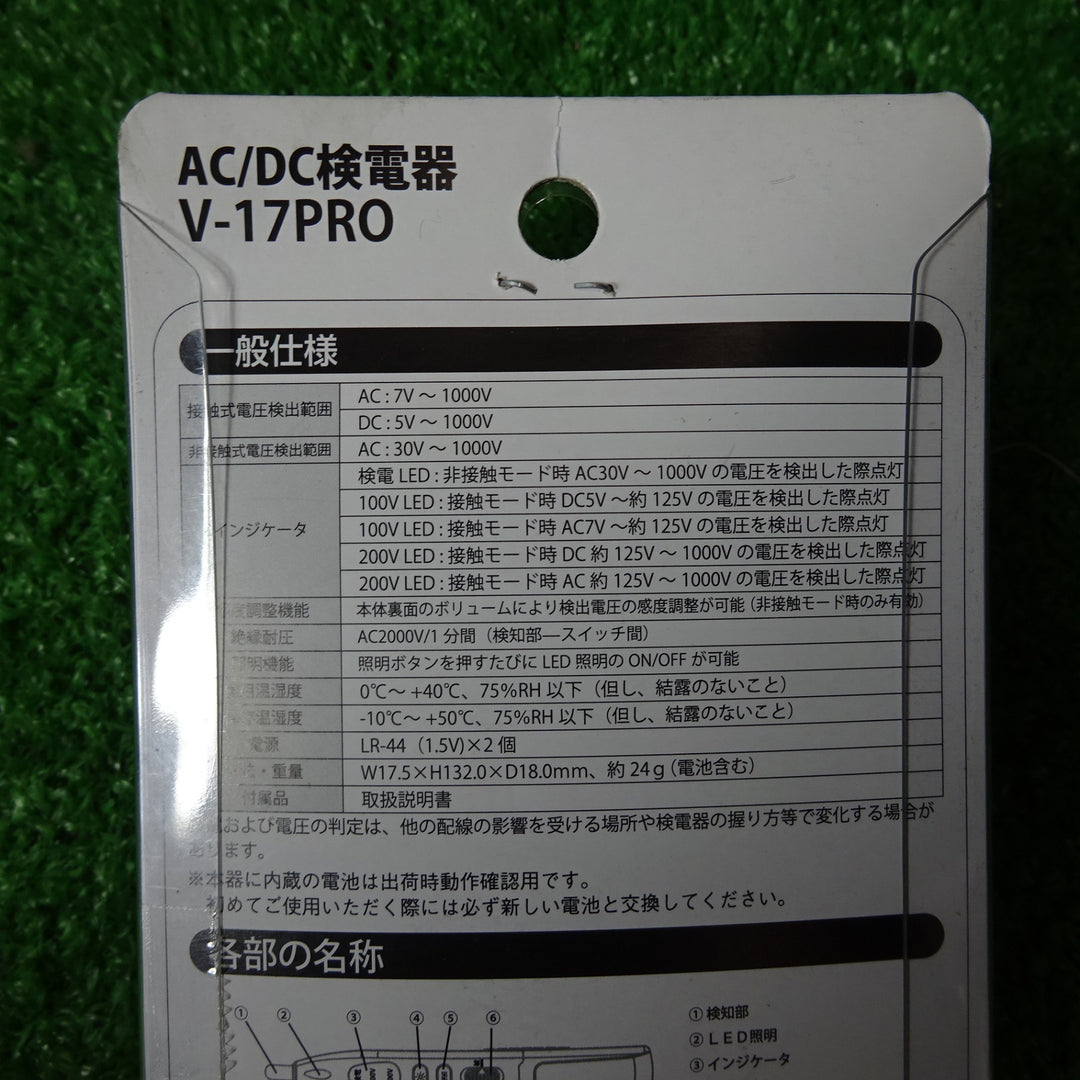 AC/DC検電器
V-17PRO
一般仕様
接触式電圧検出範囲
AC : 7V ～ 1000V
DC : 5V ～ 1000V
非接触式電圧検出範囲
AC : 30V ～ 1000V
インジケータ
検電 LED : 非接触モード時 AC30V ～ 1000V の電圧を検出した際点灯
100V LED : 接触モード時 DC5V ～約 125V の電圧を検出した際点灯
100V LED : 接触モード時 AC7V ～約 125V の電圧を検出した際点灯
200V LED : 接触モード時 DC 約 125V ～ 1000V の電圧を検出した際点灯
200V LED : 接触モード時 AC 約 125V ～ 1000V の電圧を検出した際点灯
感度調整機能
本体裏面のボリュームにより検出電圧の感度調整が可能（非接触モード時のみ有効）
絶縁耐圧
AC2000V/1 分間（検知部―スイッチ間）
照明機能
照明ボタンを押すたびに LED 照明の ON/OFF が可能
温湿度
0℃～ +40℃、75%RH 以下（但し、結露のないこと）
温湿度
-10℃～ +50℃、75%RH 以下（但し、結露のないこと）
電源
LR-44（1.5V)×2 個
・重量
W17.5×H132.0×D18.0mm、約 24ｇ（電池含む）
付属品
取扱説明書
および電圧の判定は、他の配線の影響を受ける場所や検電器の握り方等で変化する場合が
あります。
※本器に内蔵の電池は出荷時動作確認用です。
初めてご使用いただく際には必ず新しい電池と交換してください。
各部の名称
① ② ③ ④ ⑤ ⑥
①検知部
②ＬＥＤ照明
③インジケータ